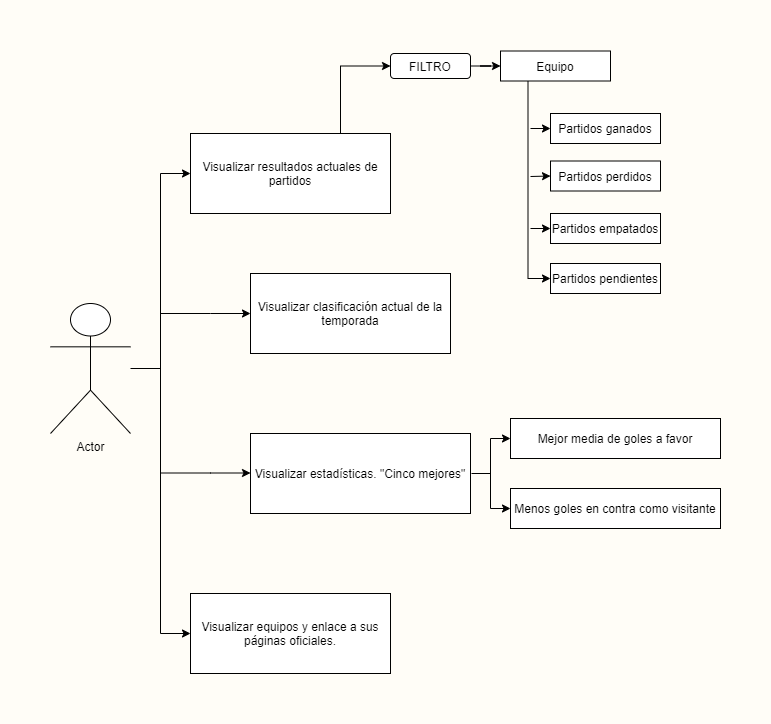 FILTRO
Equipo
Partidos ganados
Visualizar resultados actuales de
partidos
Partidos perdidos
Partidos empatados
Partidos pendientes
Visualizar clasificación actual de la
temporada
Actor
Mejor media de goles a favor
Visualizar estadísticas. "Cinco mejores"
Menos goles en contra como visitante
Visualizar equipos y enlace a sus
páginas oficiales.